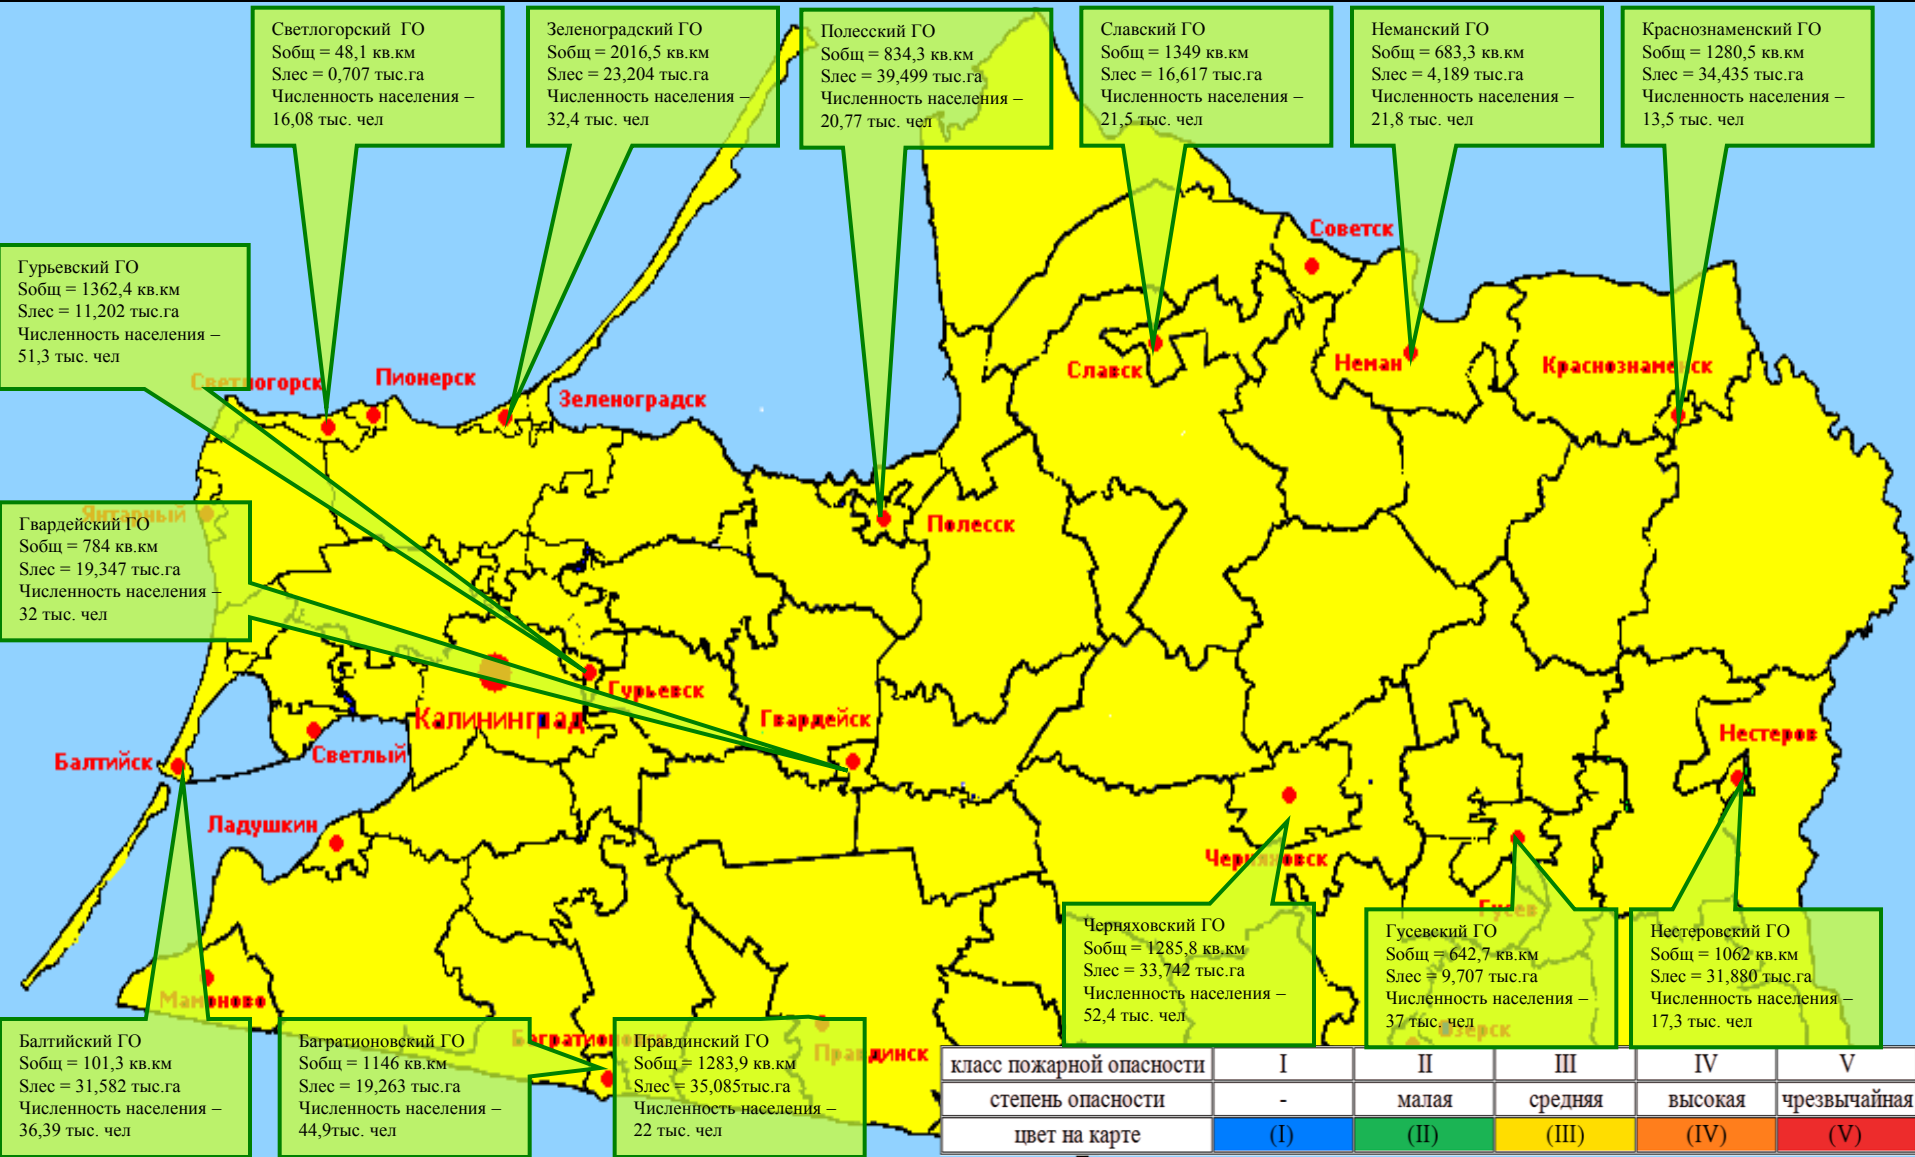 Светлогорский ГО
Sобщ = 48,1 кв.км
Sлес = 0,707 тыс.га
Численность населения –
16,08 тыс. чел
Зеленоградский ГО
Sобщ = 2016,5 кв.км
Sлес = 23,204 тыс.га
Численность населения –
32,4 тыс. чел
Полесский ГО
Sобщ = 834,3 кв.км
Sлес = 39,499 тыс.га
Численность населения –
20,77 тыс. чел
Славский ГО
Sобщ = 1349 кв.км
Sлес = 16,617 тыс.га
Численность населения –
21,5 тыс. чел
Неманский ГО
Sобщ = 683,3 кв.км
Sлес = 4,189 тыс.га
Численность населения –
21,8 тыс. чел
Краснознаменский ГО
Sобщ = 1280,5 кв.км
Sлес = 34,435 тыс.га
Численность населения –
13,5 тыс. чел
Советск
Гурьевский ГО
Sобщ = 1362,4 кв.км
Sлес = 11,202 тыс.га
Численность населения –
51,3 тыс. чел
Светлогорск
Пионерск
Зеленоградск
Славск
Неман
Краснознаменск
Янтарный
Гвардейский ГО
Sобщ = 784 кв.км
Sлес = 19,347 тыс.га
Численность населения –
32 тыс. чел
Полесск
Гурьевск
Калининград
Гвардейск
Нестеров
Балтийск
Светлый
Ладушкин
Черняховск
Гусев
Мамоново
Багратионовск
Правдинск
Озерск
Черняховский ГО
Sобщ = 1285,8 кв.км
Sлес = 33,742 тыс.га
Численность населения –
52,4 тыс. чел
Гусевский ГО
Sобщ = 642,7 кв.км
Sлес = 9,707 тыс.га
Численность населения –
37 тыс. чел
Нестеровский ГО
Sобщ = 1062 кв.км
Sлес = 31,880 тыс.га
Численность населения –
17,3 тыс. чел
Балтийский ГО
Sобщ = 101,3 кв.км
Sлес = 31,582 тыс.га
Численность населения –
36,39 тыс. чел
Багратионовский ГО
Sобщ = 1146 кв.км
Sлес = 19,263 тыс.га
Численность населения –
44,9тыс. чел
Правдинский ГО
Sобщ = 1283,9 кв.км
Sлес = 35,085тыс.га
Численность населения –
22 тыс. чел
класс пожарной опасности I II III IV V
степень опасности - малая средняя высокая чрезвычайная
цвет на карте (I) (II) (III) (IV) (V)